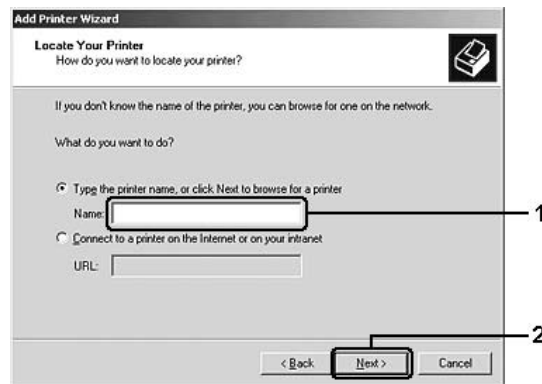 Add Printer Wizard
Locate Your Printer
How do you want to locate your printer?
If you don't know the name of the printer, you can browse for one on the network.
What do you want to do?
Type the printer name, or click Next to browse for a printer
Name:
1
Connect to a printer on the Internet or on your intranet
URL:
2
< Back
Next >
Cancel